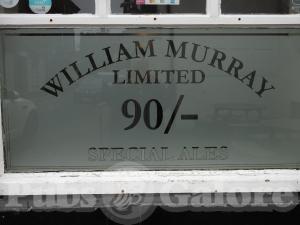 WILLIAM MURRAY
LIMITED
90/-
SPECIAL ALES
Pubs Galore